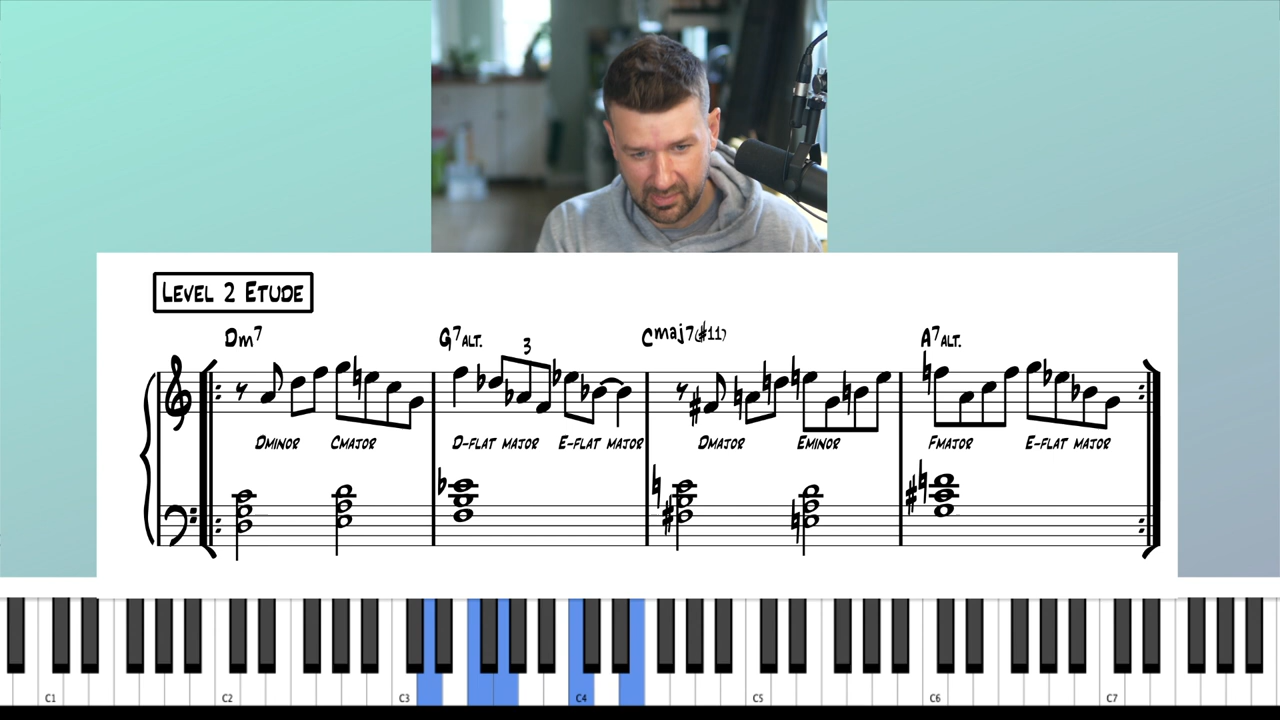 Level 2 Etude
Dm7 G7alt. Cmaj7(#11) A7alt.
3
Dminor Cmajor D-flat major E-flat major Dmajor Eminor Fmajor E-flat major
C1 C2 C3 C4 C5 C6 C7